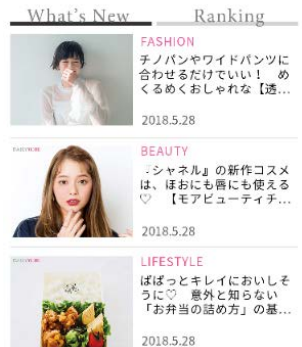 What's New
Ranking
FASHION
チノパンやワイドパンツに
合わせるだけでいい！　め
くるめくおしゃれな【透...
2018.5.28
BEAUTY
『シャネル』の新作コスメ
は、ほおにも唇にも使える
♡　【モアビューティチ...
2018.5.28
LIFESTYLE
ぱぱっとキレイにおいしそ
うに♡　意外と知らない
「お弁当の詰め方」の基...
2018.5.28